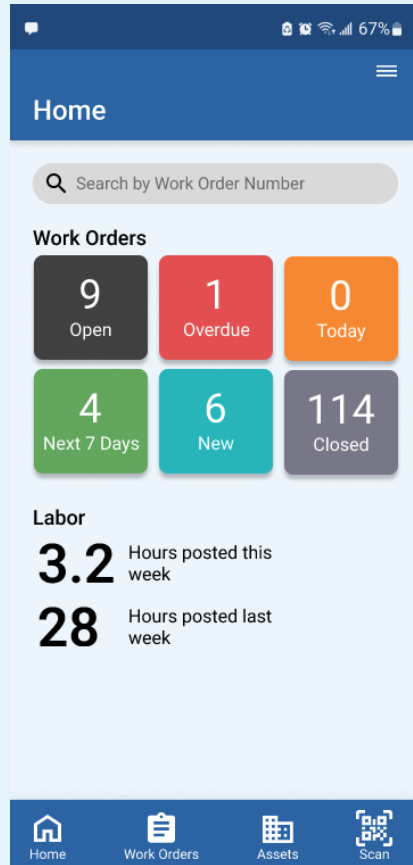 67%
Home
Search by Work Order Number
Work Orders
9
Open
1
Overdue
0
Today
4
Next 7 Days
6
New
114
Closed
Labor
3.2 Hours posted this
week
28 Hours posted last
week
Home Work Orders Assets Scan